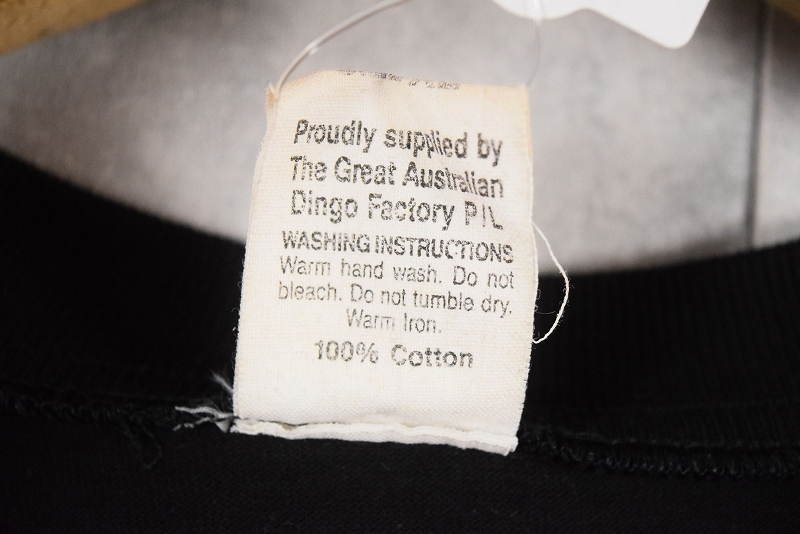 Proudly supplied by
The Great Australian
Dingo Factory P/L
WASHING INSTRUCTIONS
Warm hand wash. Do not
bleach. Do not tumble dry.
Warm Iron.
100% Cotton